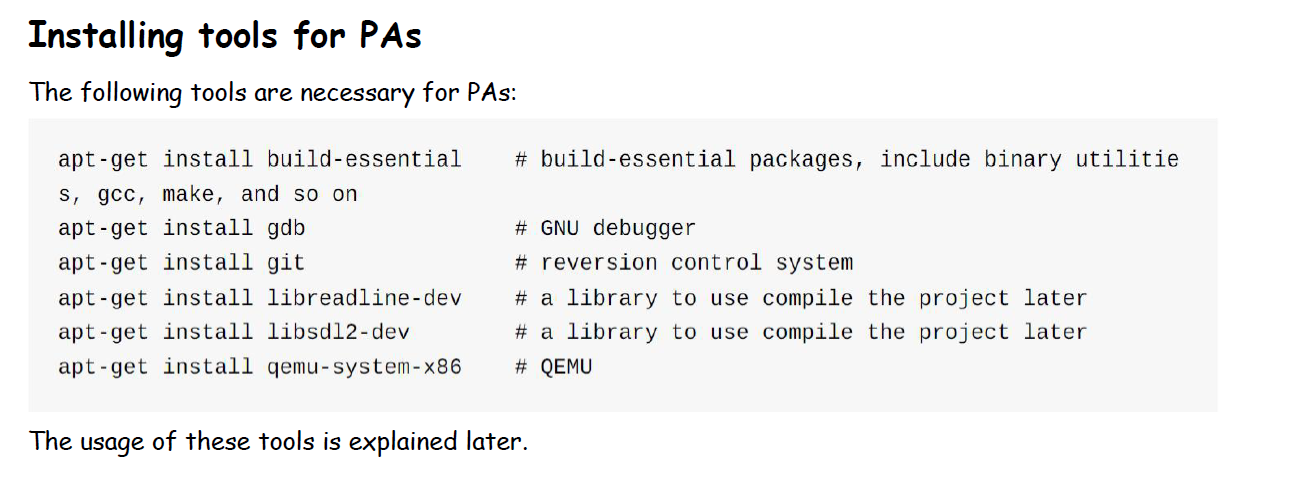 Installing tools for PAs
The following tools are necessary for PAs:
apt-get install build-essential    # build-essential packages, include binary utilitie
s, gcc, make, and so on
apt-get install gdb                # GNU debugger
apt-get install git                # reversion control system
apt-get install libreadline-dev    # a library to use compile the project later
apt-get install libsdl2-dev        # a library to use compile the project later
apt-get install qemu-system-x86    # QEMU
The usage of these tools is explained later.